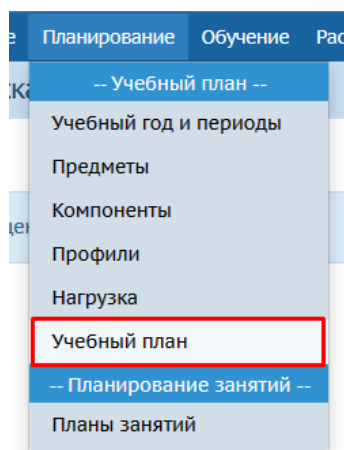 Планирование Обучение
-- Учебный план --
Учебный год и периоды
Предметы
Компоненты
Профили
Нагрузка
Учебный план
-- Планирование занятий --
Планы занятий